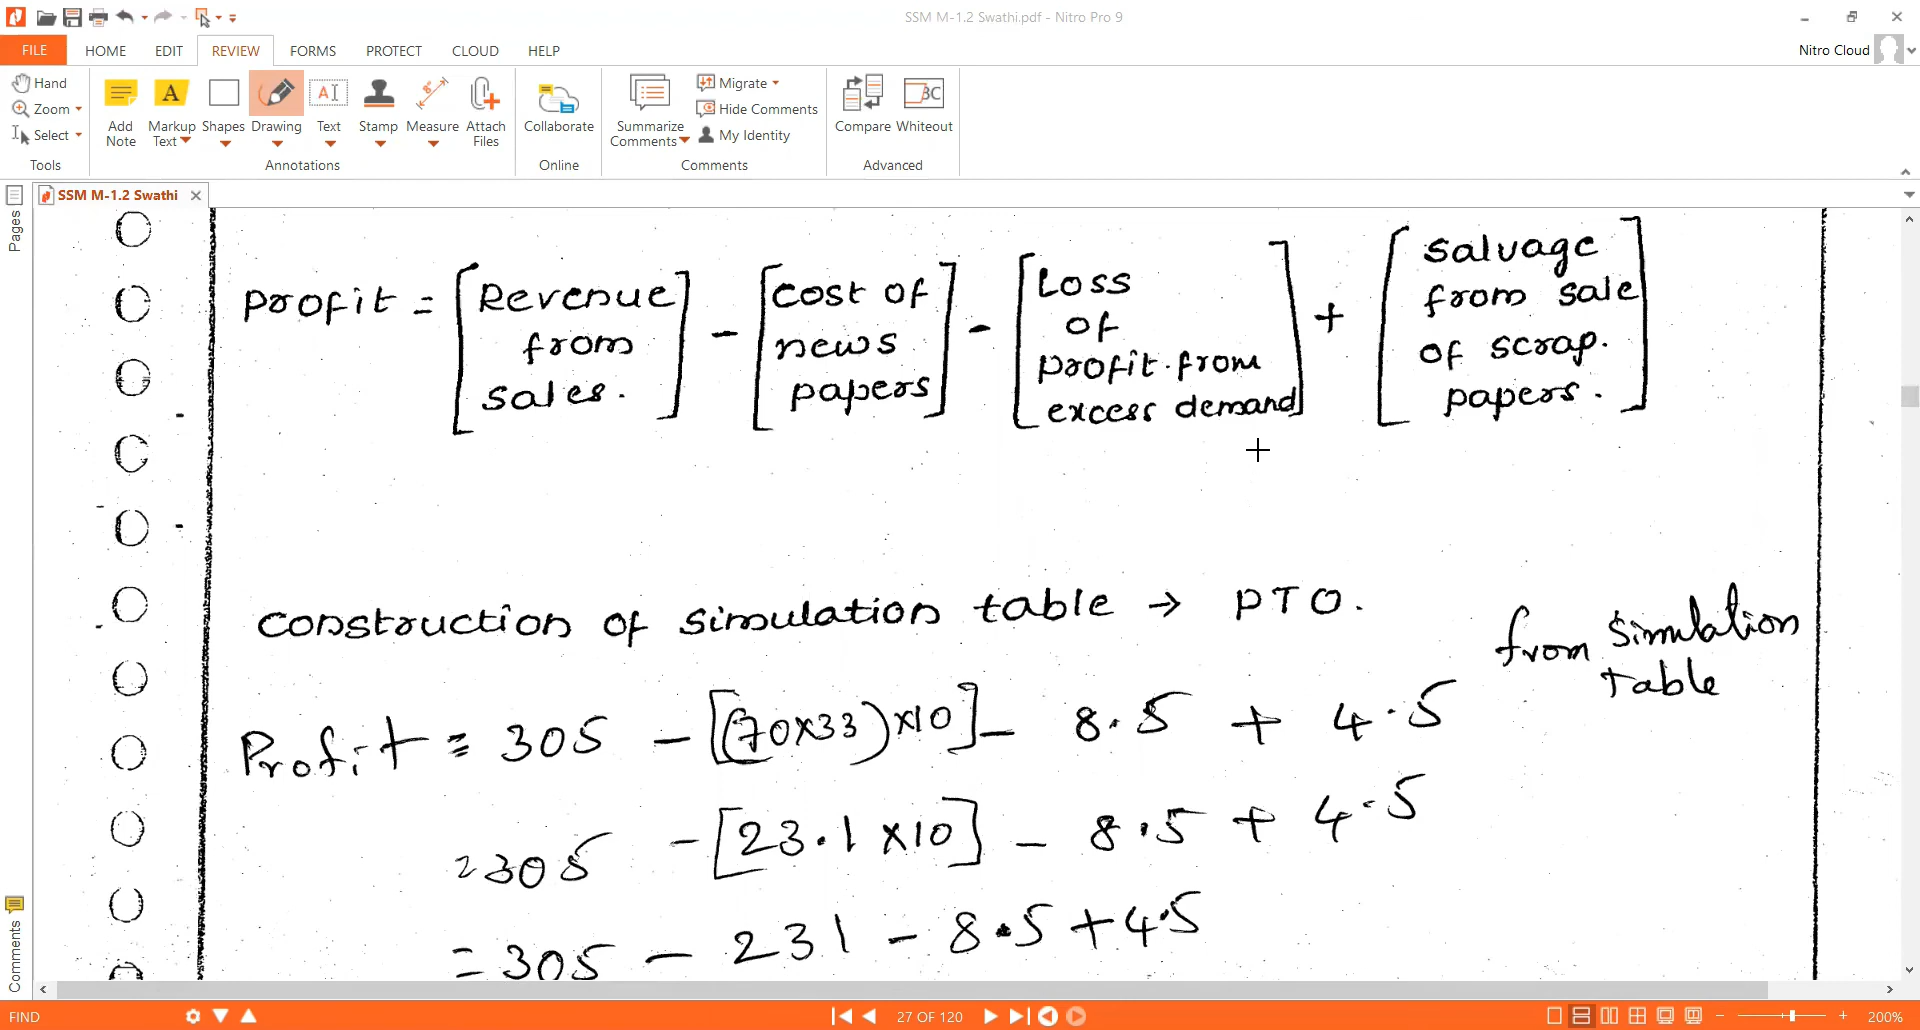 SSM M-1.2 Swathi.pdf - Nitro Pro 9
FILE HOME EDIT REVIEW FORMS PROTECT CLOUD HELP
Nitro Cloud
Hand
Zoom
Select
Tools
Add Note
Markup Text
Shapes
Drawing
Text
Stamp
Measure
Attach Files
Annotations
Collaborate
Online
Summarize Comments
Migrate
Hide Comments
My Identity
Comments
Compare
Whiteout
Advanced
SSM M-1.2 Swathi
Pages
Profit = [Revenue from sales.] - [cost of news papers] - [Loss of profit from excess demand] + [salvage from sale of scrap. papers.]
construction of simulation table → PTO.
from simulation table
Profit = 305 - [(70×33)×10] - 8.5 + 4.5
=305 - [23.1 ×10] - 8.5 + 4.5
= 305 - 231 - 8.5 + 4.5
Comments
FIND
27 OF 120
200%